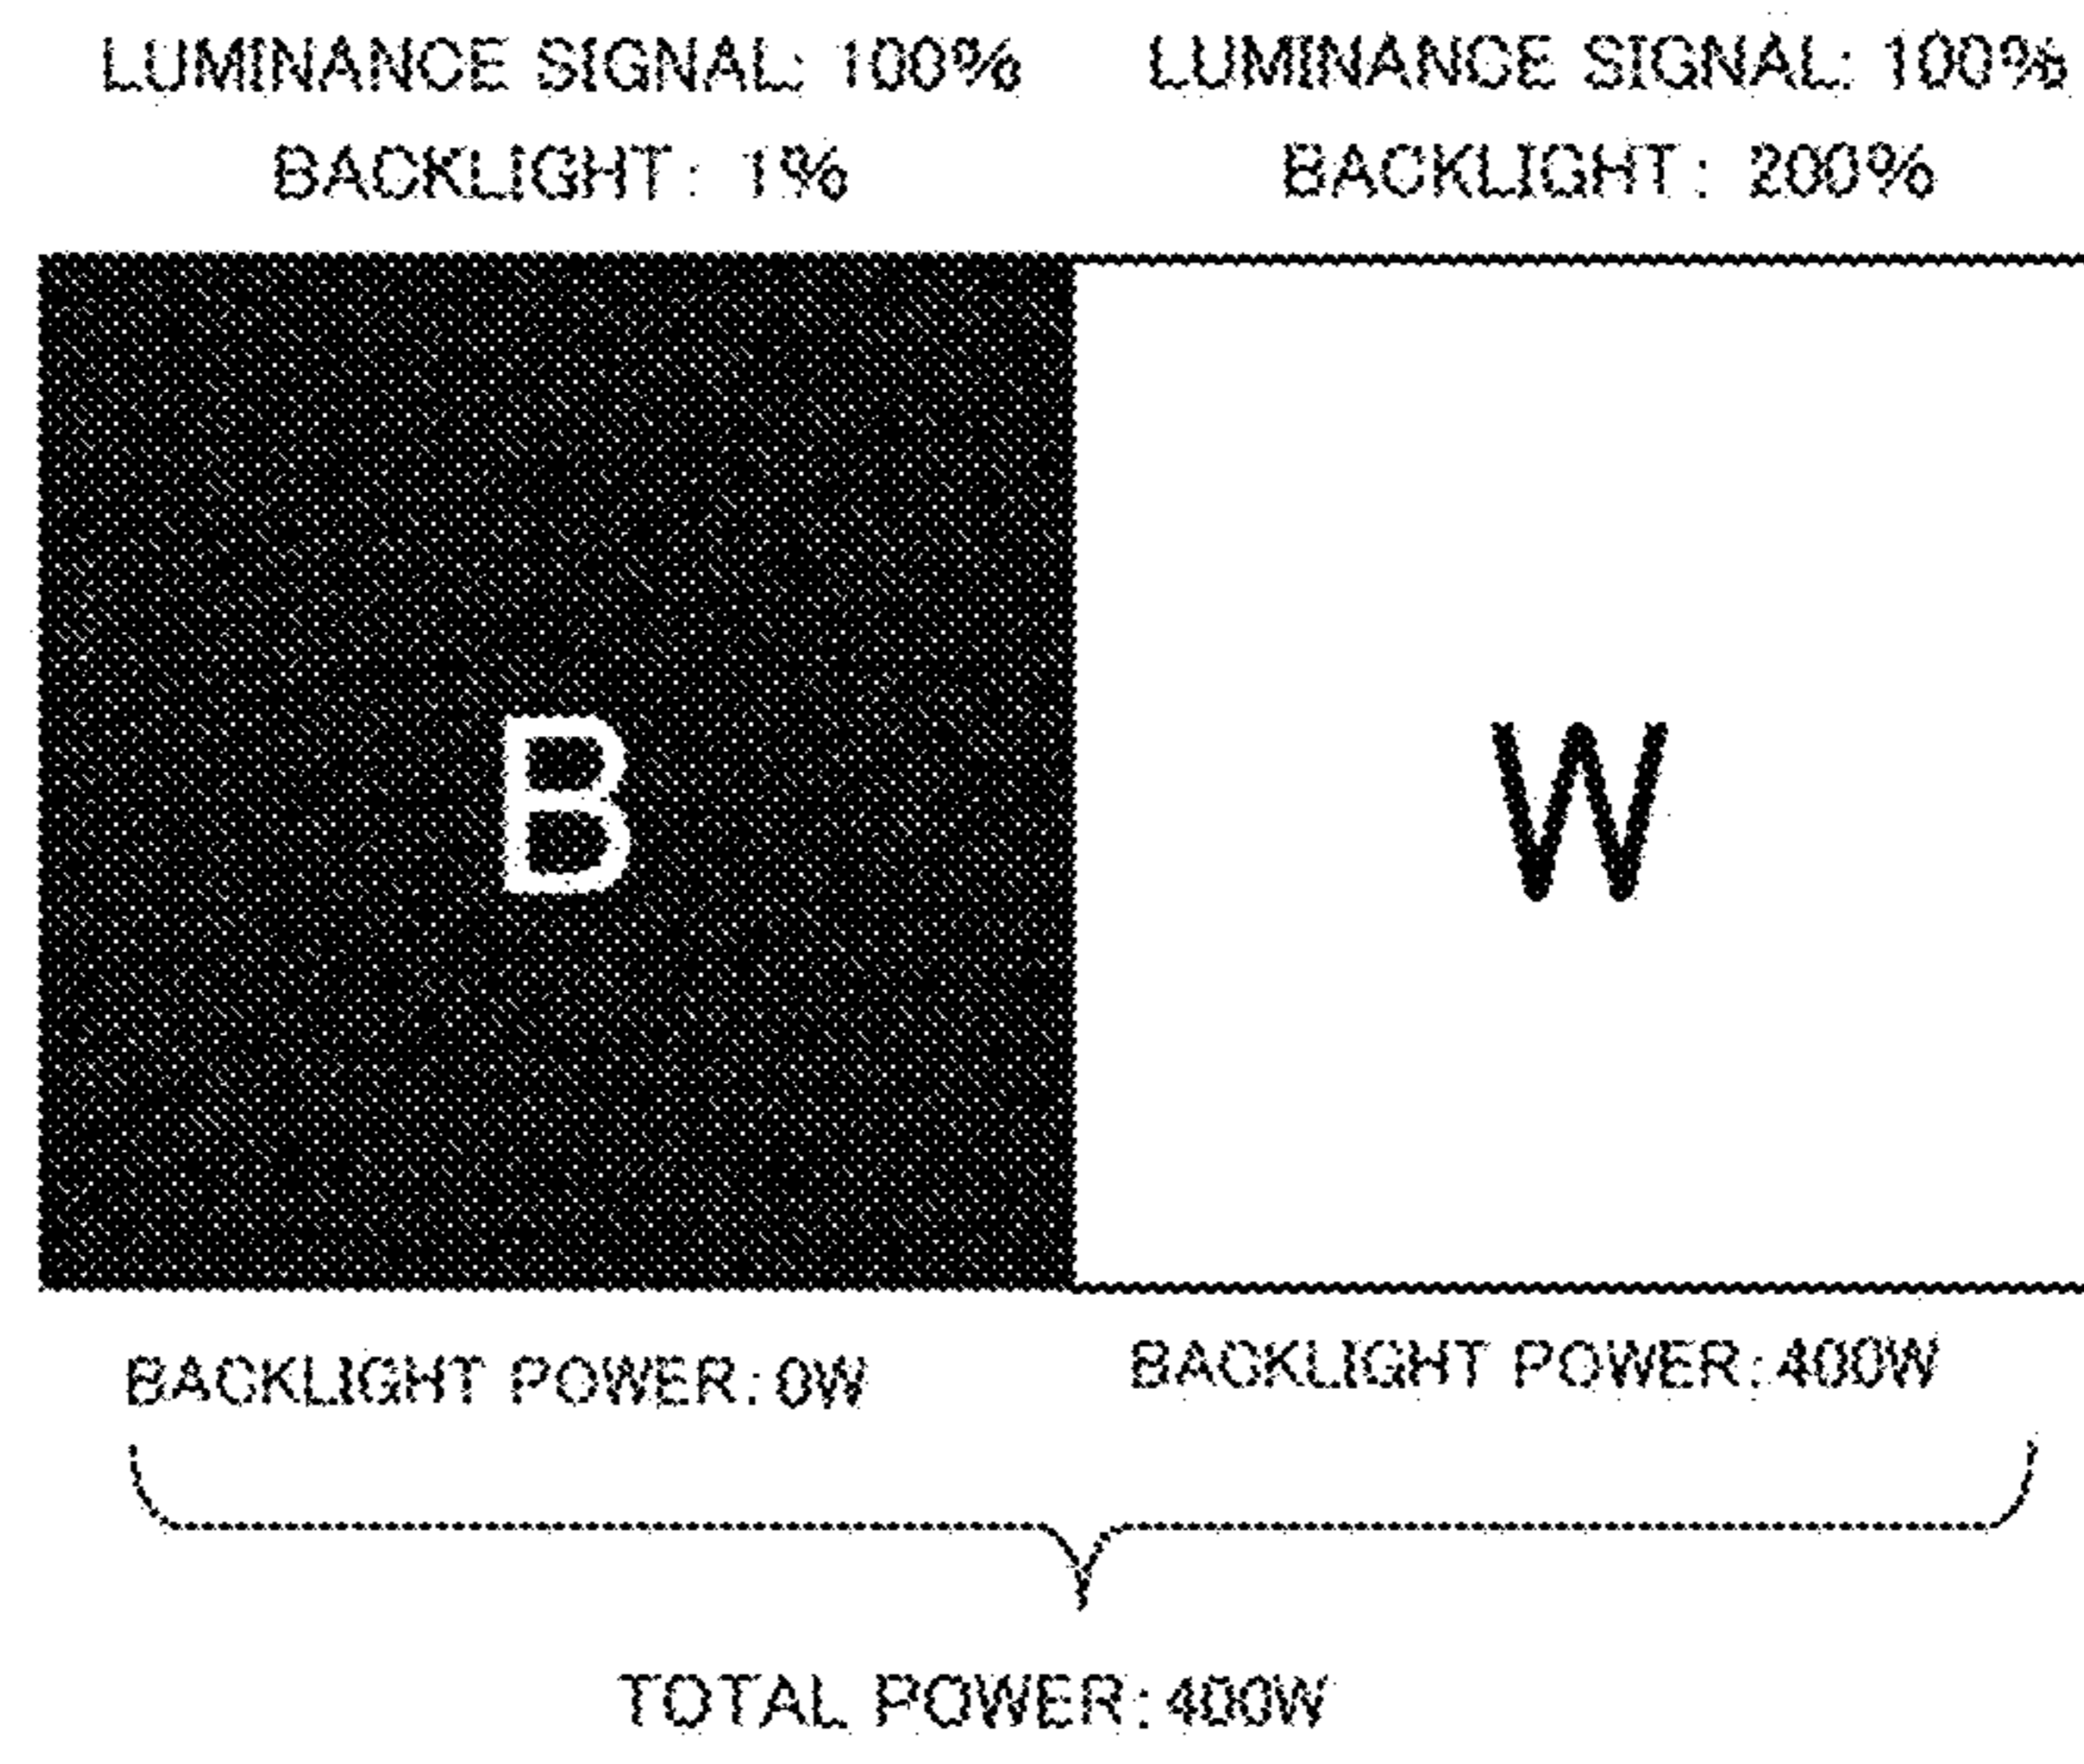 LUMINANCE SIGNAL: 100% LUMINANCE SIGNAL: 100%
BACKLIGHT: 1% BACKLIGHT: 200%
B W
BACKLIGHT POWER: 0W BACKLIGHT POWER: 400W
TOTAL POWER: 400W